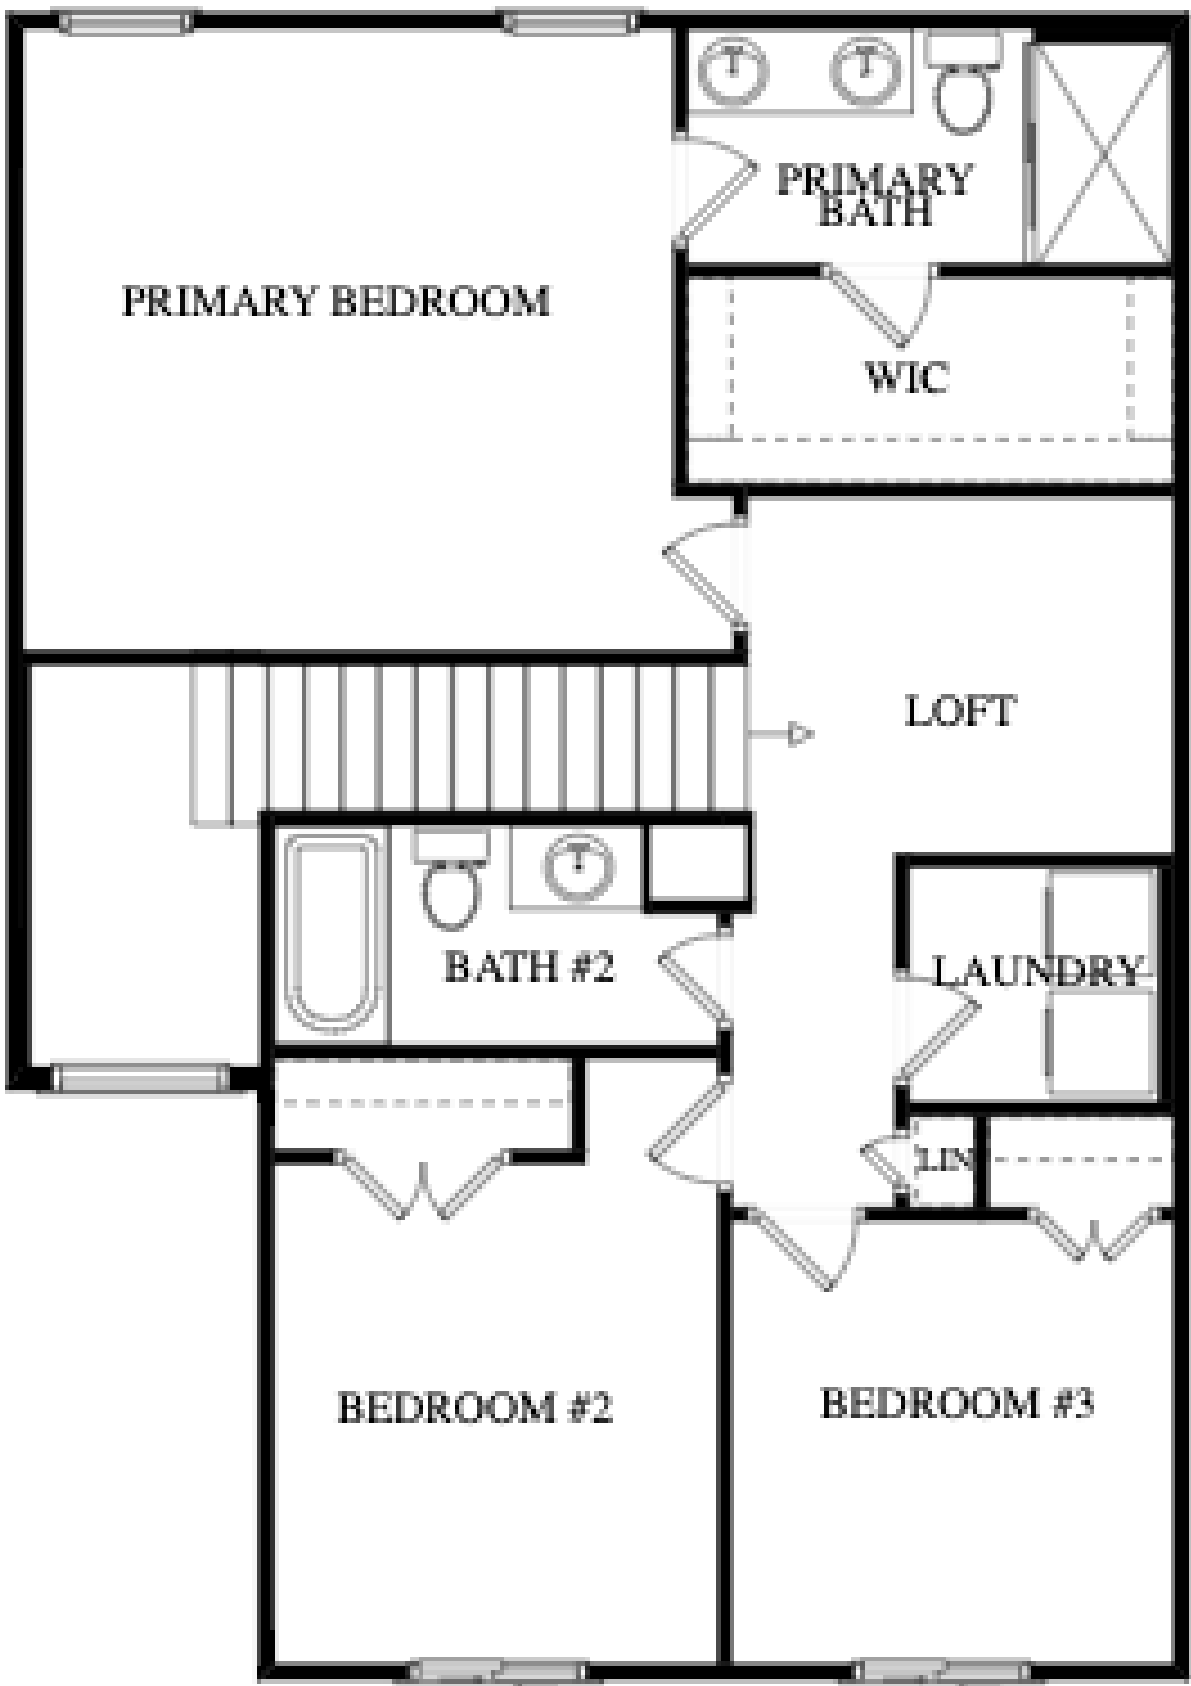 PRIMARY
BATH
PRIMARY BEDROOM
WIC
LOFT
BATH #2
LAUNDRY
LIN
BEDROOM #2
BEDROOM #3